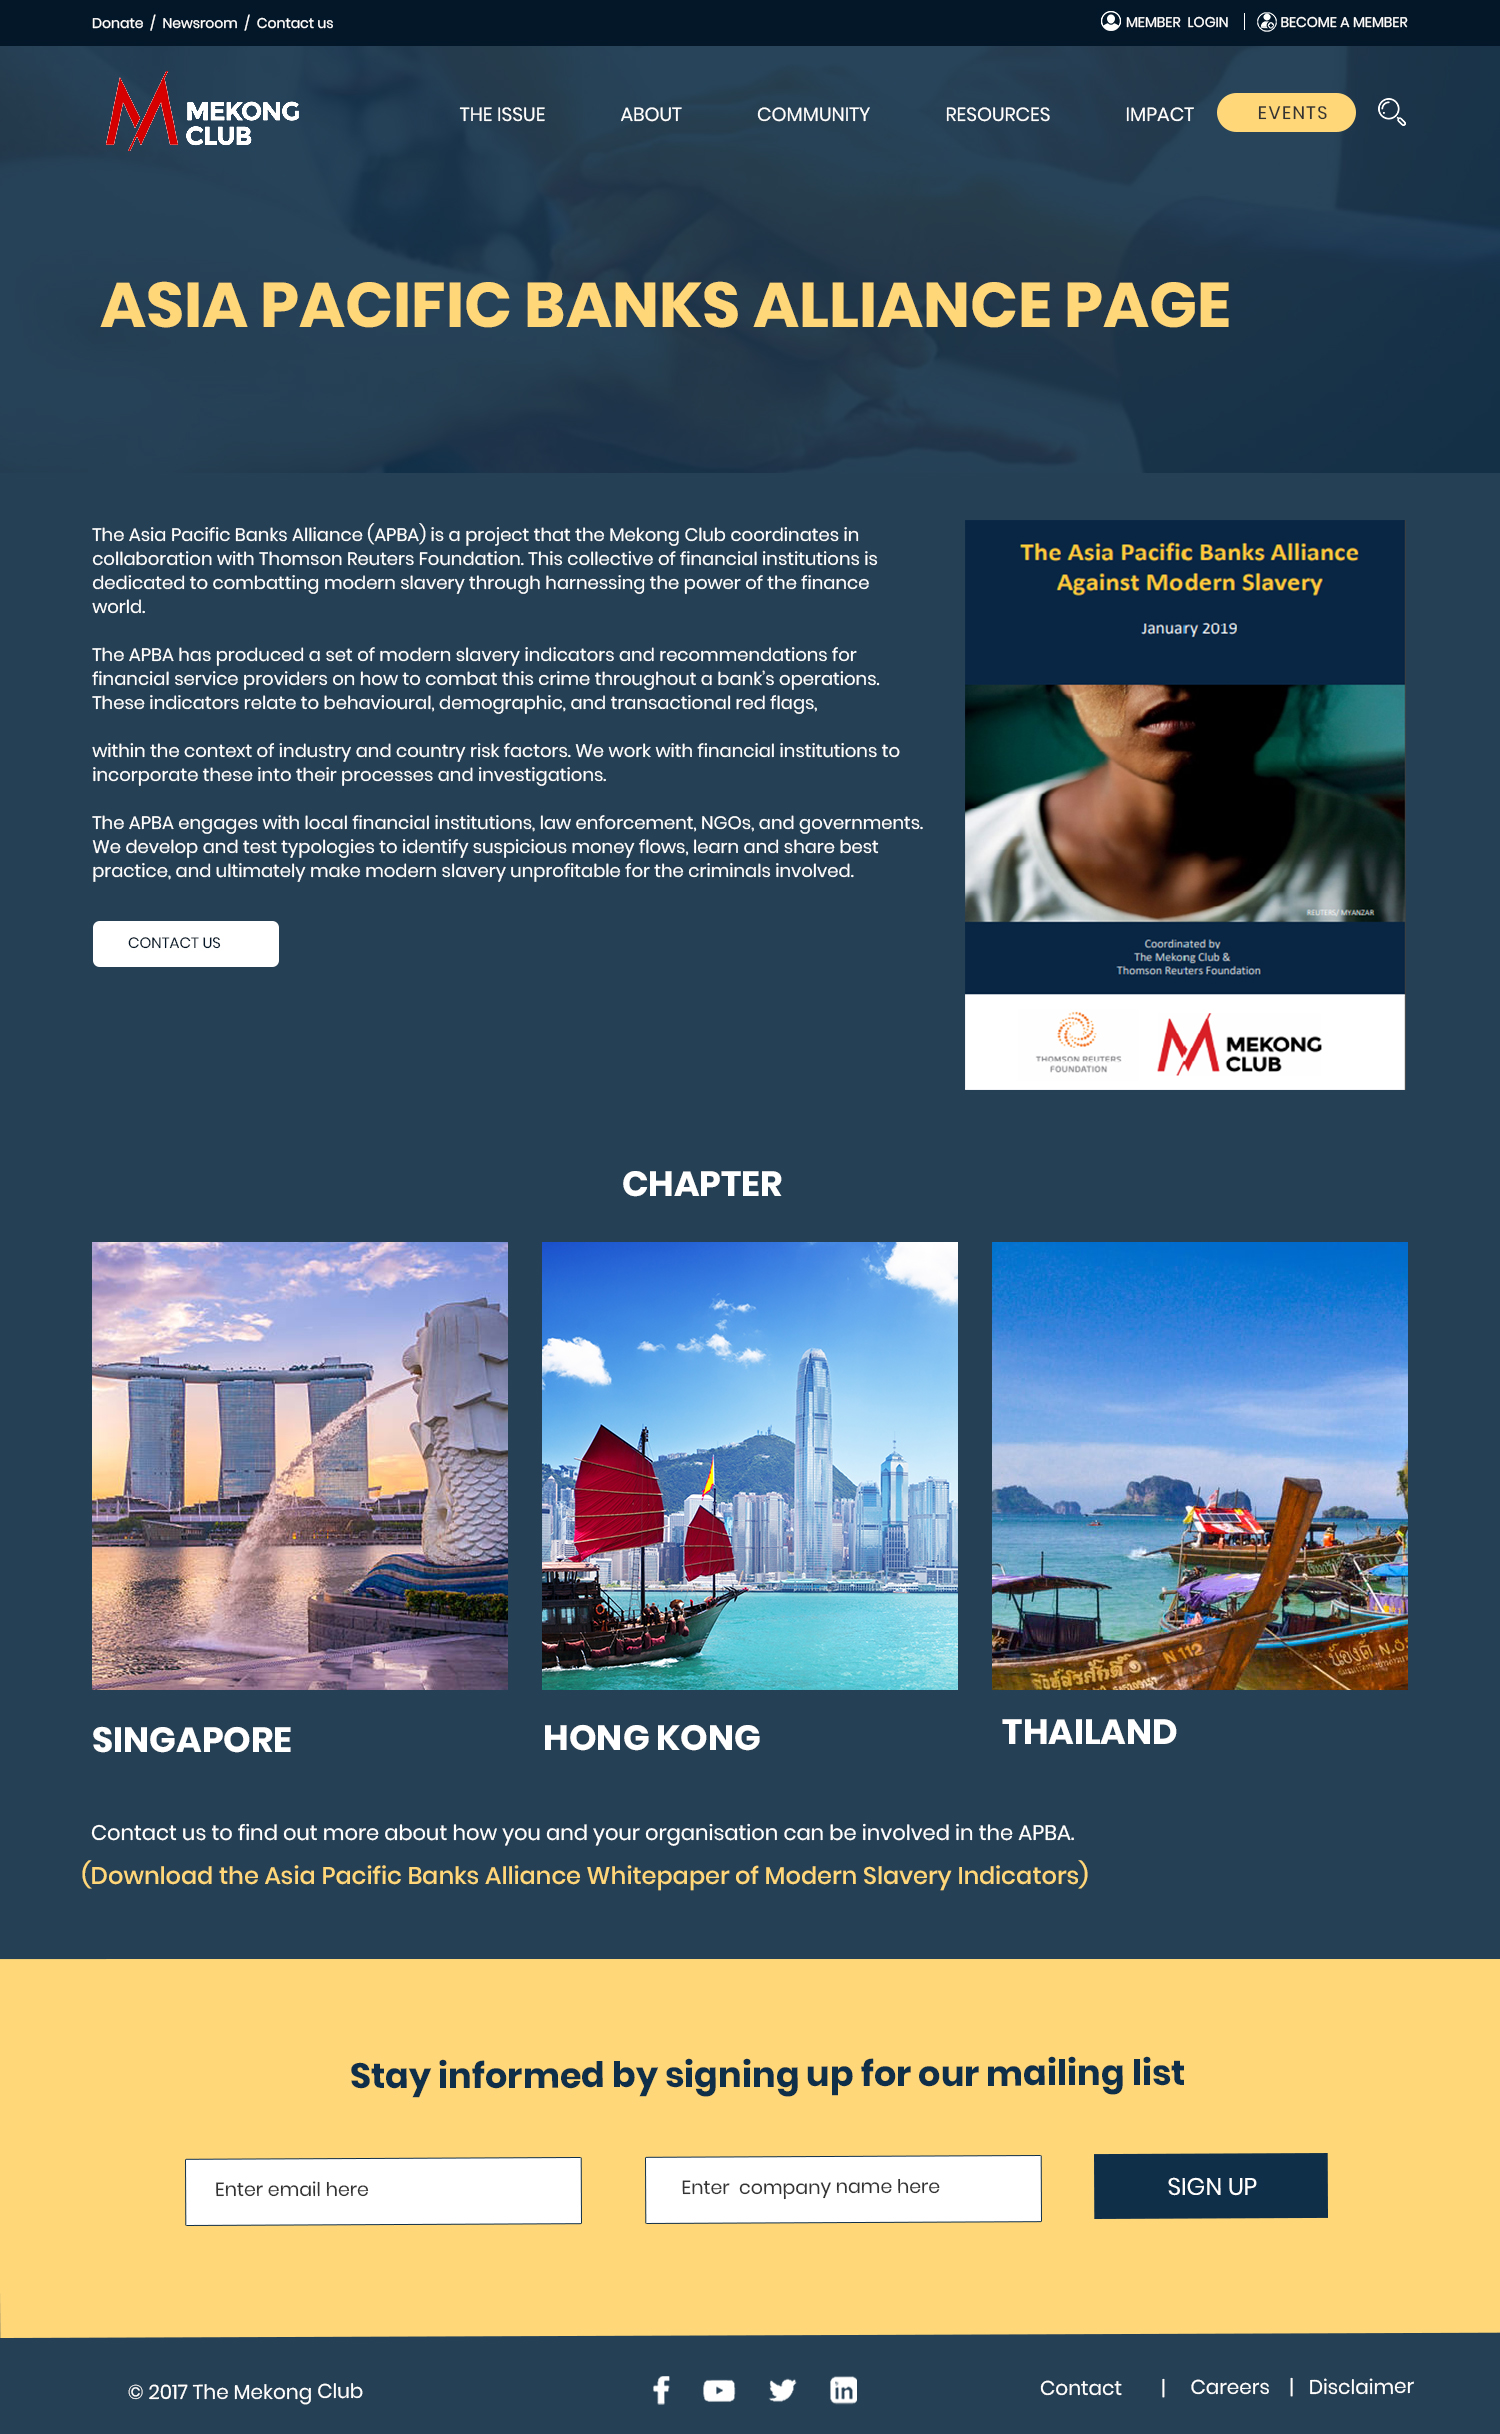 Donate / Newsroom / Contact us
MEMBER LOGIN | BECOME A MEMBER
MEKONG
CLUB
THE ISSUE ABOUT COMMUNITY RESOURCES IMPACT EVENTS
ASIA PACIFIC BANKS ALLIANCE PAGE
The Asia Pacific Banks Alliance (APBA) is a project that the Mekong Club coordinates in
collaboration with Thomson Reuters Foundation. This collective of financial institutions is
dedicated to combatting modern slavery through harnessing the power of the finance
world.
The APBA has produced a set of modern slavery indicators and recommendations for
financial service providers on how to combat this crime throughout a bank's operations.
These indicators relate to behavioural, demographic, and transactional red flags,
within the context of industry and country risk factors. We work with financial institutions to
incorporate these into their processes and investigations.
The APBA engages with local financial institutions, law enforcement, NGOs, and governments.
We develop and test typologies to identify suspicious money flows, learn and share best
practice, and ultimately make modern slavery unprofitable for the criminals involved.
CONTACT US
The Asia Pacific Banks Alliance
Against Modern Slavery
January 2019
REUTERS/ MYANZAR
Coordinated by
The Mekong Club &
Thomson Reuters Foundation
THOMSON REUTERS
FOUNDATION
MEKONG
CLUB
CHAPTER
N 112
น้องดี N.6
SINGAPORE
HONG KONG
THAILAND
Contact us to find out more about how you and your organisation can be involved in the APBA.
(Download the Asia Pacific Banks Alliance Whitepaper of Modern Slavery Indicators)
Stay informed by signing up for our mailing list
Enter email here
Enter company name here
SIGN UP
© 2017 The Mekong Club
Contact | Careers | Disclaimer